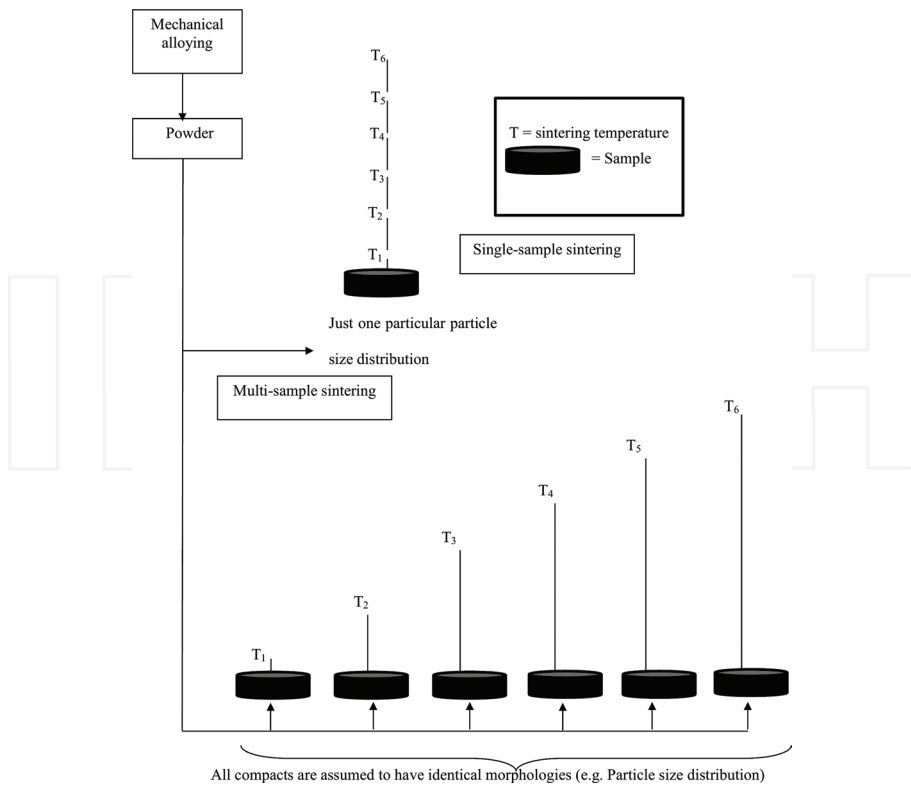 Mechanical
alloying
Powder
T6
T5
T4
T3
T2
T1
T = sintering temperature
= Sample
Single-sample sintering
Just one particular particle
size distribution
Multi-sample sintering
T6
T5
T4
T3
T2
T1
All compacts are assumed to have identical morphologies (e.g. Particle size distribution)